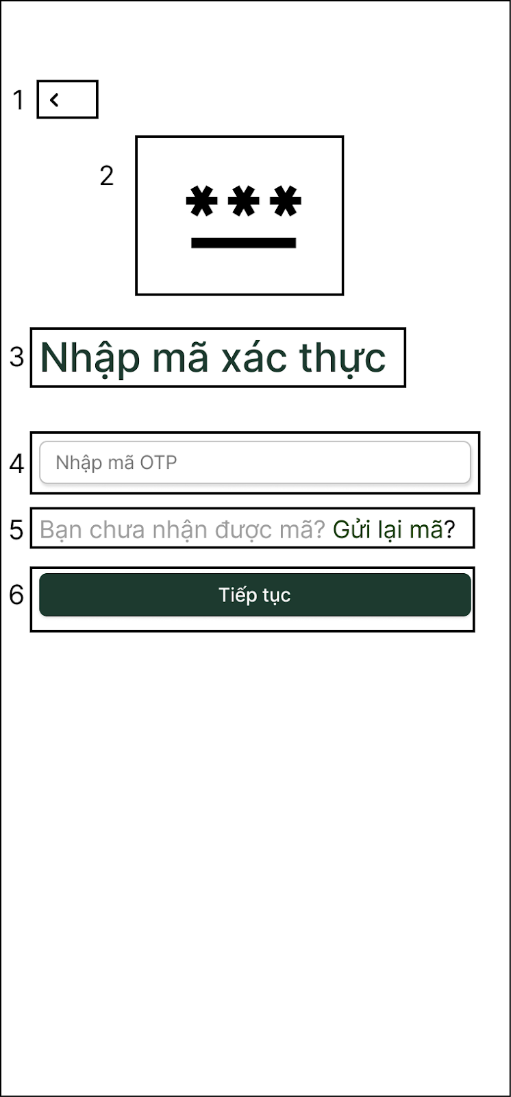 1
2
***
3 Nhập mã xác thực
4 Nhập mã OTP
5 Bạn chưa nhận được mã? Gửi lại mã?
6 Tiếp tục